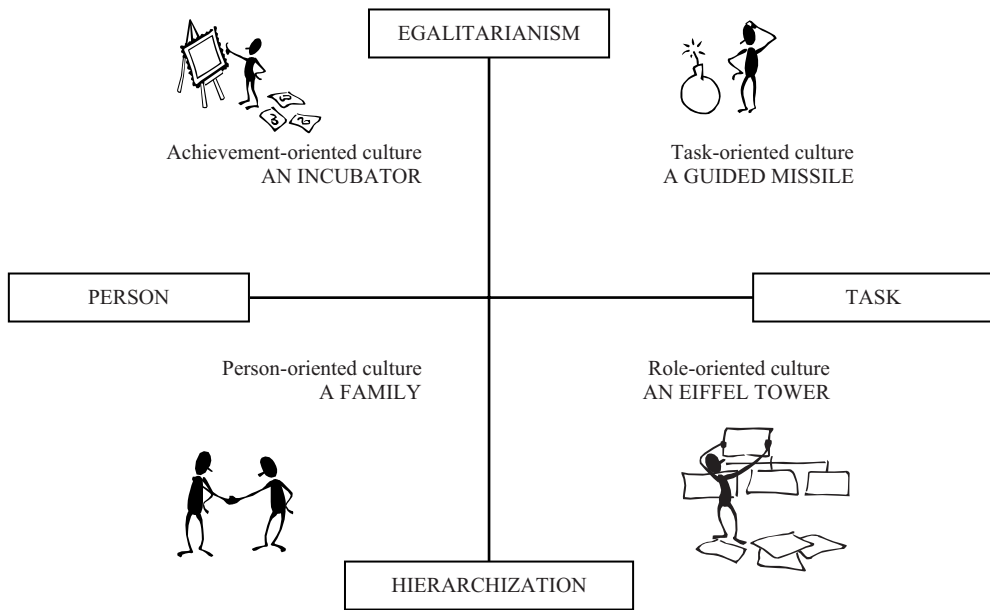 EGALITARIANISM
Achievement-oriented culture
AN INCUBATOR
Task-oriented culture
A GUIDED MISSILE
PERSON
TASK
Person-oriented culture
A FAMILY
Role-oriented culture
AN EIFFEL TOWER
HIERARCHIZATION